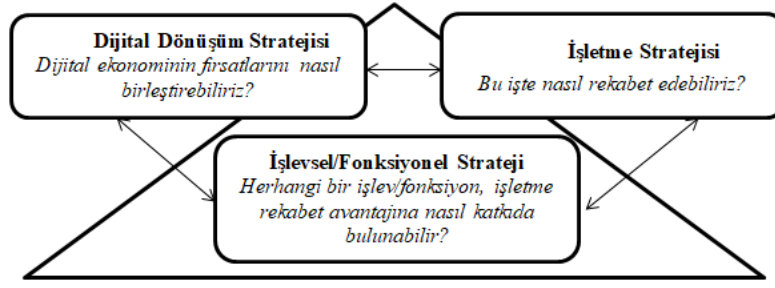 Dijital Dönüşüm Stratejisi
Dijital ekonominin fırsatlarını nasıl
birleştirebiliriz?
İşletme Stratejisi
Bu işte nasıl rekabet edebiliriz?
İşlevsel/Fonksiyonel Strateji
Herhangi bir işlev/fonksiyon, işletme
rekabet avantajına nasıl katkıda
bulunabilir?